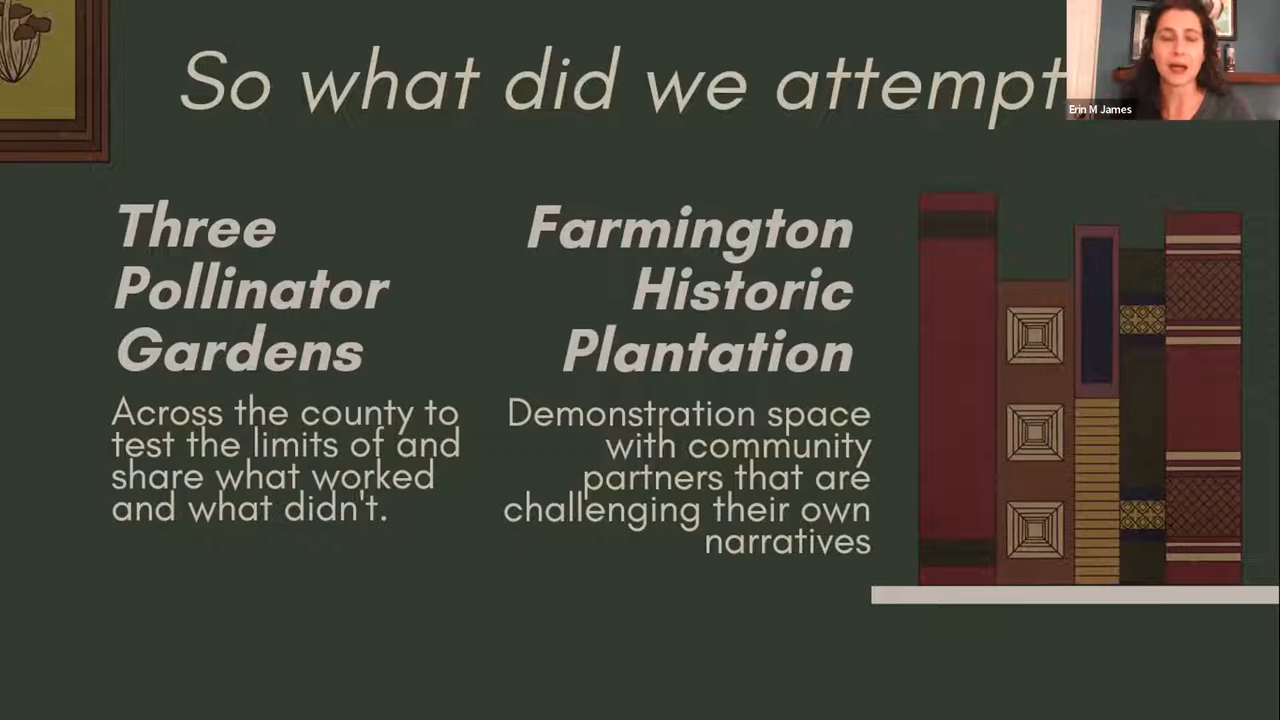 So what did we attempt
Erin M James
Three
Pollinator
Gardens
Across the county to
test the limits of and
share what worked
and what didn't.
Farmington
Historic
Plantation
Demonstration space
with community
partners that are
challenging their own
narratives